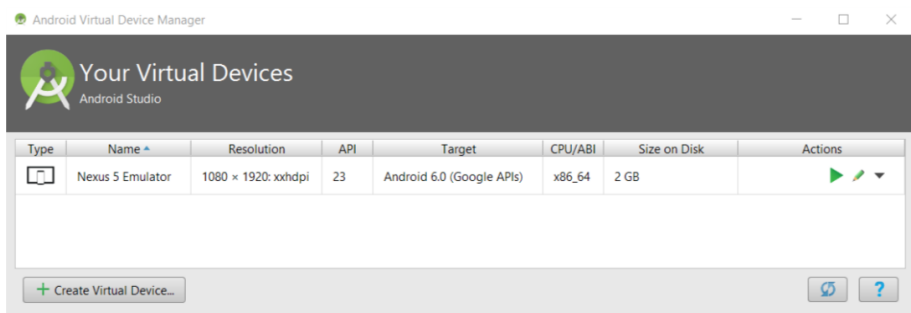 Android Virtual Device Manager
Your Virtual Devices
Android Studio
Type Name Resolution API Target CPU/ABI Size on Disk Actions
Nexus 5 Emulator 1080 × 1920: xxhdpi 23 Android 6.0 (Google APIs) x86_64 2 GB
+ Create Virtual Device...
?